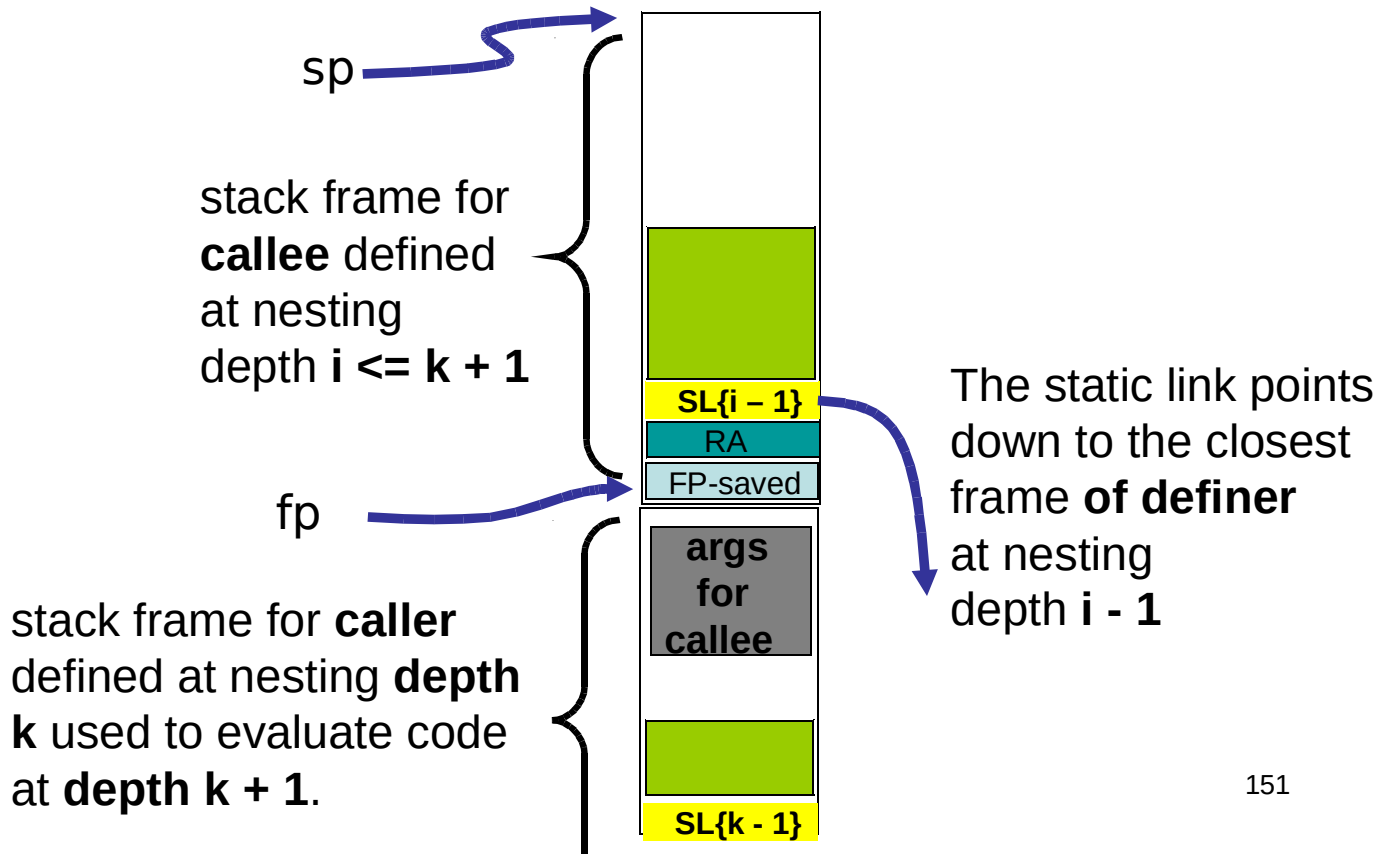 sp
stack frame for
callee defined
at nesting
depth i <= k + 1
SL{i – 1}
RA
FP-saved
fp
The static link points
down to the closest
frame of definer
at nesting
depth i - 1
args
for
callee
stack frame for caller
defined at nesting depth
k used to evaluate code
at depth k + 1.
SL{k - 1}
151